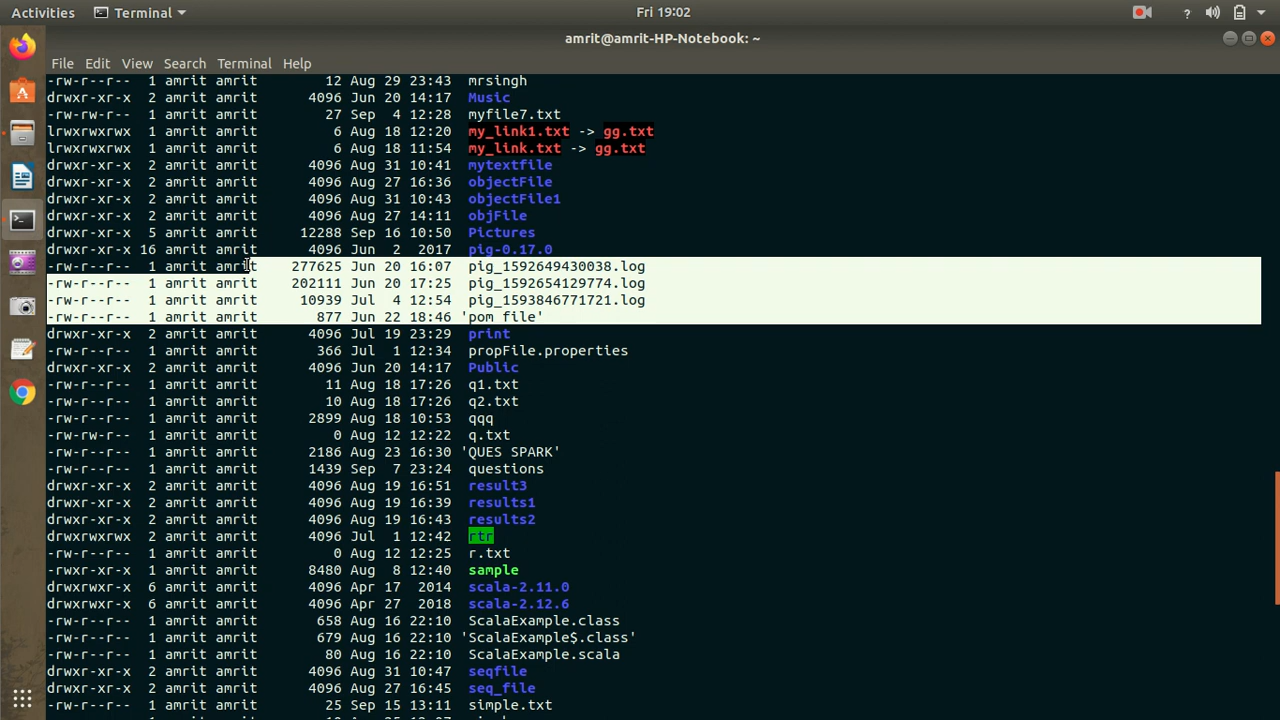 Activities Terminal Fri 19:02
amrit@amrit-HP-Notebook: ~
File Edit View Search Terminal Help
-rw-r--r-- 1 amrit amrit 12 Aug 29 23:43 mrsingh
drwxr-xr-x 2 amrit amrit 4096 Jun 20 14:17 Music
-rw-rw-r-- 1 amrit amrit 27 Sep 4 12:28 myfile7.txt
lrwxrwxrwx 1 amrit amrit 6 Aug 18 12:20 my_link1.txt -> gg.txt
lrwxrwxrwx 1 amrit amrit 6 Aug 18 11:54 my_link.txt -> gg.txt
drwxr-xr-x 2 amrit amrit 4096 Aug 31 10:41 mytextfile
drwxr-xr-x 2 amrit amrit 4096 Aug 27 16:36 objectFile
drwxr-xr-x 2 amrit amrit 4096 Aug 31 10:43 objectFile1
drwxr-xr-x 2 amrit amrit 4096 Aug 27 14:11 objFile
drwxr-xr-x 5 amrit amrit 12288 Sep 16 10:50 Pictures
drwxr-xr-x 16 amrit amrit 4096 Jun 2 2017 pig-0.17.0
-rw-r--r-- 1 amrit amrit 277625 Jun 20 16:07 pig_1592649430038.log
-rw-r--r-- 1 amrit amrit 202111 Jun 20 17:25 pig_1592654129774.log
-rw-r--r-- 1 amrit amrit 10939 Jul 4 12:54 pig_1593846771721.log
-rw-r--r-- 1 amrit amrit 877 Jun 22 18:46 'pom file'
drwxr-xr-x 2 amrit amrit 4096 Jul 19 23:29 print
-rw-r--r-- 1 amrit amrit 366 Jul 1 12:34 propFile.properties
drwxr-xr-x 2 amrit amrit 4096 Jun 20 14:17 Public
-rw-r--r-- 1 amrit amrit 11 Aug 18 17:26 q1.txt
-rw-r--r-- 1 amrit amrit 10 Aug 18 17:26 q2.txt
-rw-r--r-- 1 amrit amrit 2899 Aug 18 10:53 qqq
-rw-rw-r-- 1 amrit amrit 0 Aug 12 12:22 q.txt
-rw-r--r-- 1 amrit amrit 2186 Aug 23 16:30 'QUES SPARK'
-rw-r--r-- 1 amrit amrit 1439 Sep 7 23:24 questions
drwxr-xr-x 2 amrit amrit 4096 Aug 19 16:51 result3
drwxr-xr-x 2 amrit amrit 4096 Aug 19 16:39 results1
drwxr-xr-x 2 amrit amrit 4096 Aug 19 16:43 results2
drwxrwxrwx 2 amrit amrit 4096 Jul 1 12:42 rtr
-rw-rw-r-- 1 amrit amrit 0 Aug 12 12:25 r.txt
-rwxr-xr-x 1 amrit amrit 8480 Aug 8 12:40 sample
drwxrwxr-x 6 amrit amrit 4096 Apr 17 2014 scala-2.11.0
drwxrwxr-x 6 amrit amrit 4096 Apr 27 2018 scala-2.12.6
-rw-r--r-- 1 amrit amrit 658 Aug 16 22:10 ScalaExample.class
-rw-r--r-- 1 amrit amrit 679 Aug 16 22:10 'ScalaExample$.class'
-rw-r--r-- 1 amrit amrit 80 Aug 16 22:10 ScalaExample.scala
drwxr-xr-x 2 amrit amrit 4096 Aug 31 10:47 seqfile
drwxr-xr-x 2 amrit amrit 4096 Aug 27 16:45 seq_file
-rw-r--r-- 1 amrit amrit 25 Sep 15 13:11 simple.txt